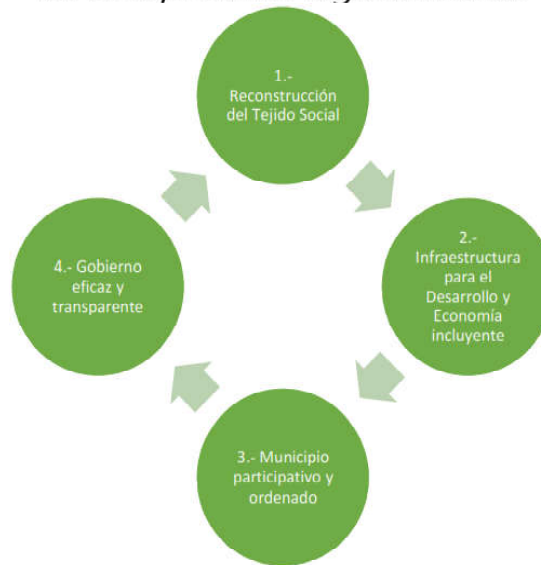 1.-
Reconstrucción
del Tejido Social
2.-
Infraestructura
para el
Desarrollo y
Economía
incluyente
3.- Municipio
participativo y
ordenado
4.- Gobierno
eficaz y
transparente